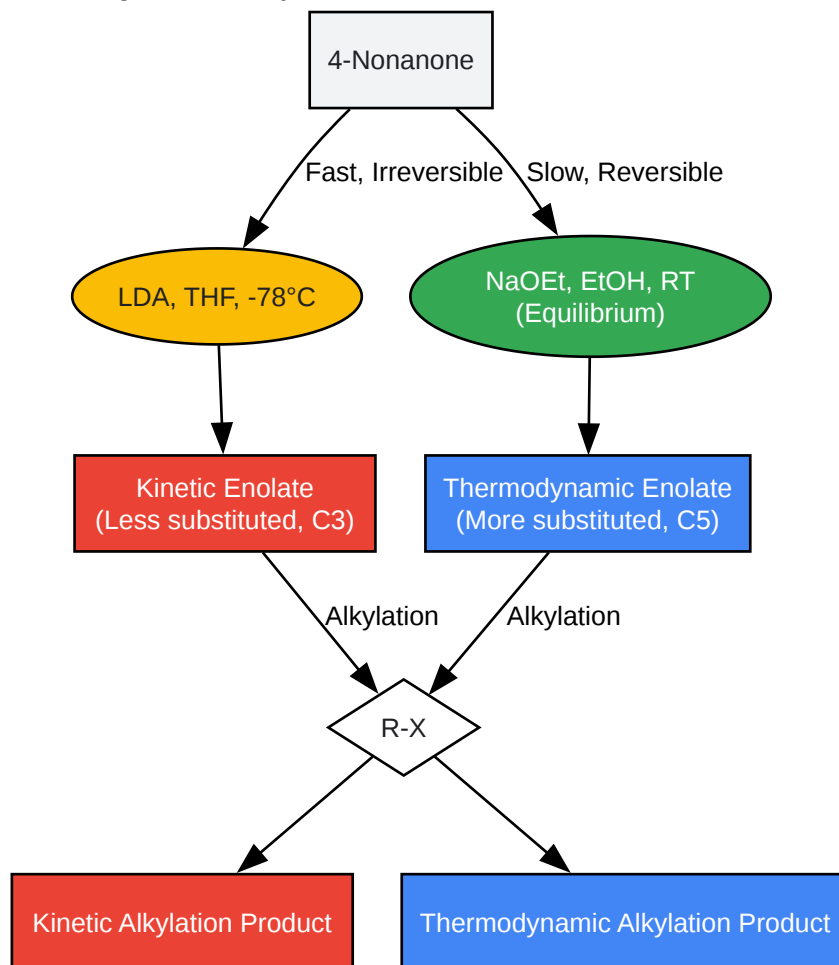 4-Nonanone
Fast, Irreversible
Slow, Reversible
LDA, THF, -78°C
NaOEt, EtOH, RT
(Equilibrium)
Kinetic Enolate
(Less substituted, C3)
Thermodynamic Enolate
(More substituted, C5)
Alkylation
Alkylation
R-X
Kinetic Alkylation Product
Thermodynamic Alkylation Product